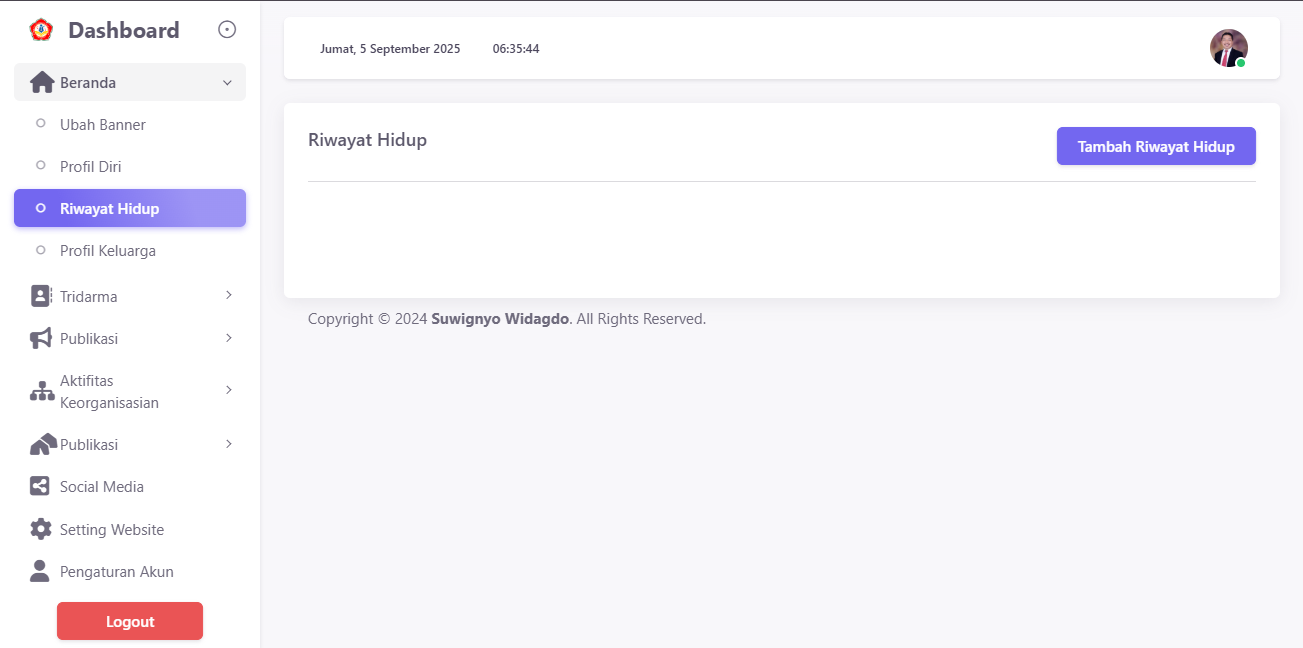 Dashboard
Beranda
Ubah Banner
Profil Diri
Riwayat Hidup
Profil Keluarga
Tridarma
Publikasi
Aktifitas
Keorganisasian
Publikasi
Social Media
Setting Website
Pengaturan Akun
Logout
Jumat, 5 September 2025 06:35:44
Riwayat Hidup
Tambah Riwayat Hidup
Copyright © 2024 Suwignyo Widagdo. All Rights Reserved.